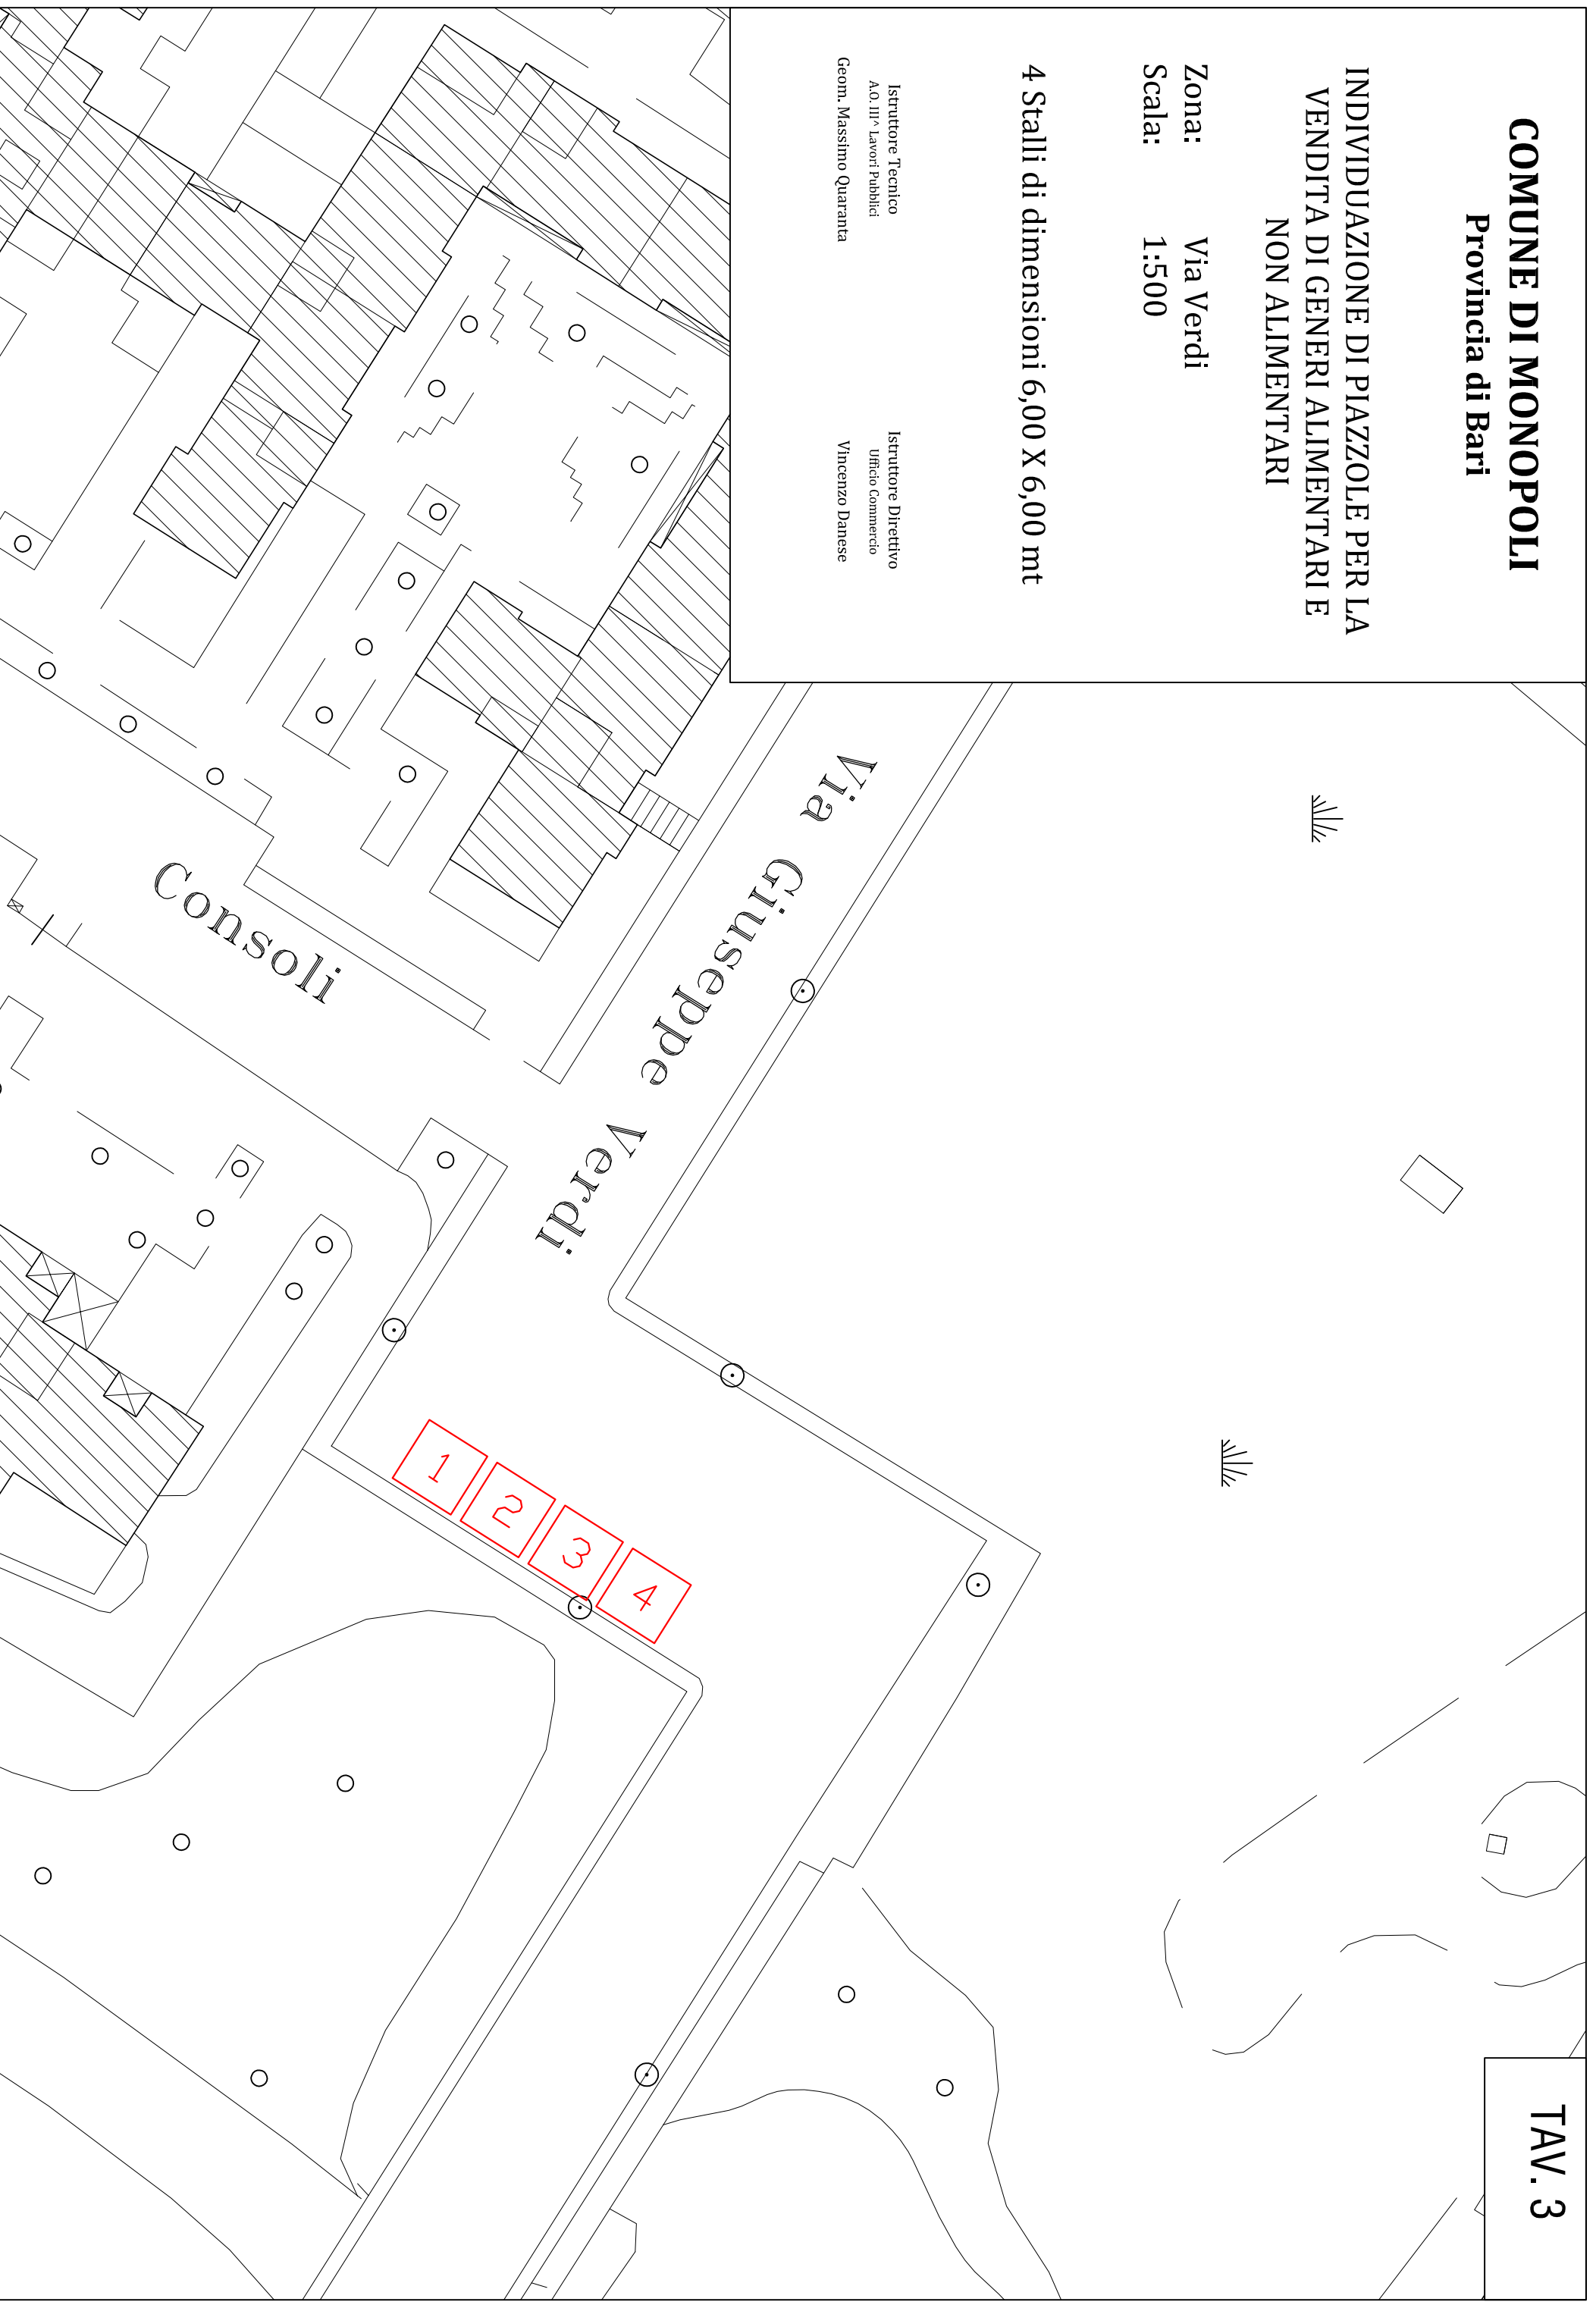 COMUNE DI MONOPOLI
Provincia di Bari
INDIVIDUAZIONE DI PIAZZOLE PER LA
VENDITA DI GENERI ALIMENTARI E
NON ALIMENTARI
Zona: Via Verdi
Scala: 1:500
4 Stalli di dimensioni 6,00 X 6,00 mt
Istruttore Tecnico
A.O. III^ Lavori Pubblici
Geom. Massimo Quaranta
Istruttore Direttivo
Ufficio Commercio
Vincenzo Danese
Via Giuseppe Verdi
Consoli
1
2
3
4
TAV. 3